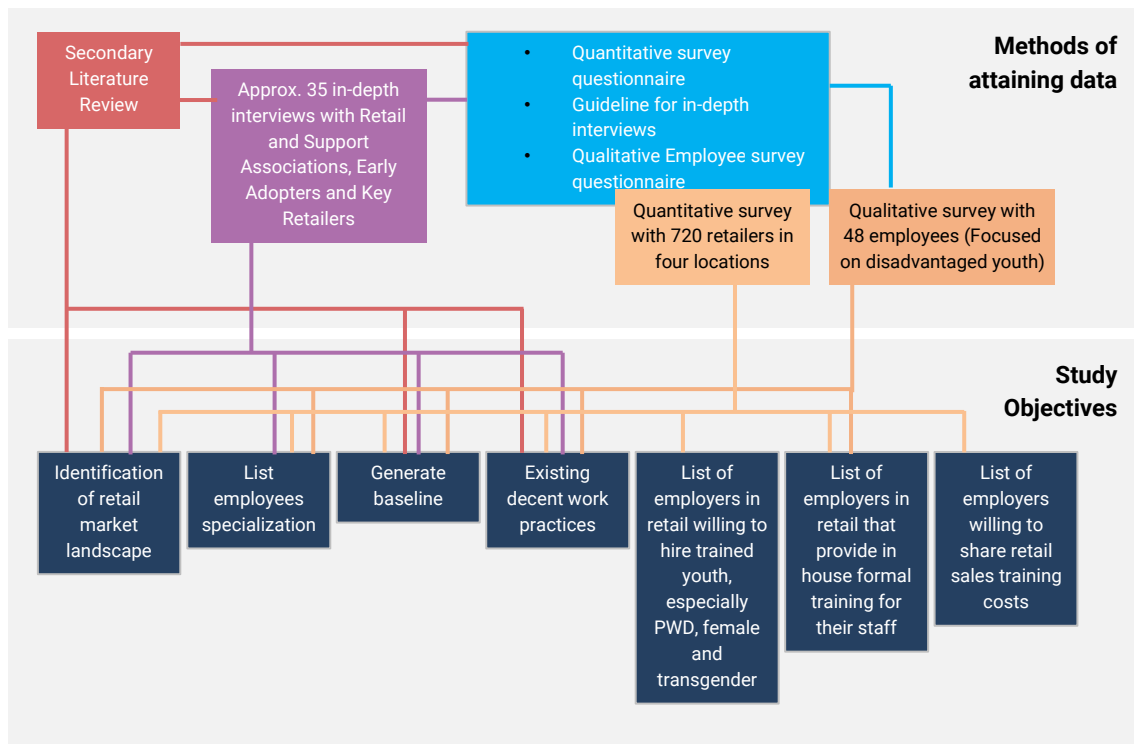 Secondary
Literature
Review
Approx. 35 in-depth
interviews with Retail
and Support
Associations, Early
Adopters and Key
Retailers
• Quantitative survey
questionnaire
• Guideline for in-depth
interviews
• Qualitative Employee survey
questionnaire
Methods of
attaining data
Quantitative survey
with 720 retailers in
four locations
Qualitative survey with
48 employees (Focused
on disadvantaged youth)
Study
Objectives
Identification
of retail
market
landscape
List
employees
specialization
Generate
baseline
Existing
decent work
practices
List of
employers in
retail willing to
hire trained
youth,
especially
PWD, female
and
transgender
List of
employers in
retail that
provide in
house formal
training for
their staff
List of
employers
willing to
share retail
sales training
costs